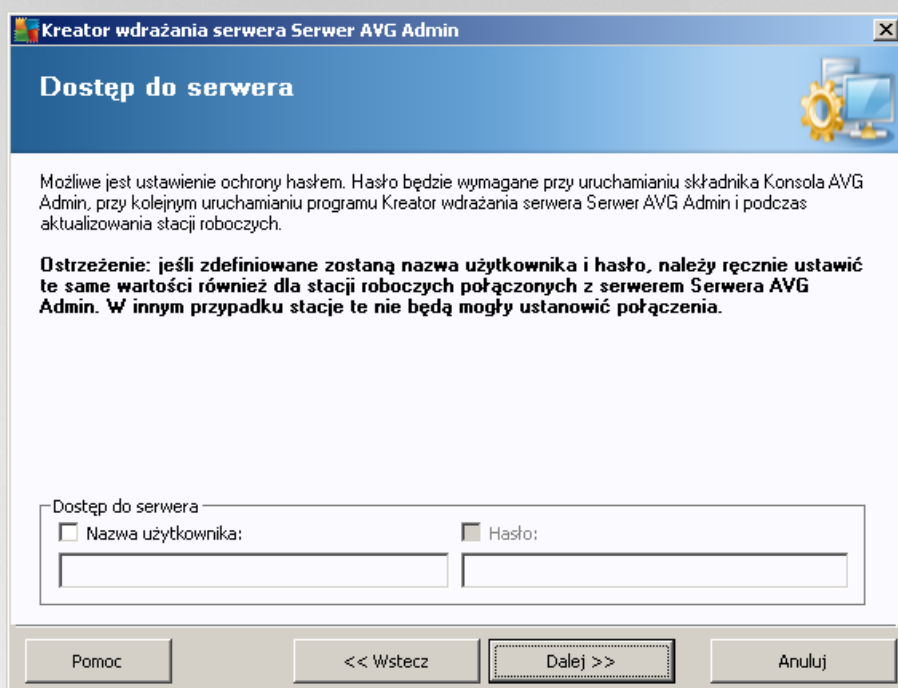 Kreator wdrażania serwera Serwer AVG Admin
Dostęp do serwera
Możliwe jest ustawienie ochrony hasłem. Hasło będzie wymagane przy uruchamianiu składnika Konsola AVG
Admin, przy kolejnym uruchamianiu programu Kreator wdrażania serwera Serwer AVG Admin i podczas
aktualizowania stacji roboczych.
Ostrzeżenie: jeśli zdefiniowane zostaną nazwa użytkownika i hasło, należy ręcznie ustawić
te same wartości również dla stacji roboczych połączonych z serwerem Serwera AVG
Admin. W innym przypadku stacje te nie będą mogły ustanowić połączenia.
Dostęp do serwera
Nazwa użytkownika: Hasło:
Pomoc << Wstecz Dalej >> Anuluj